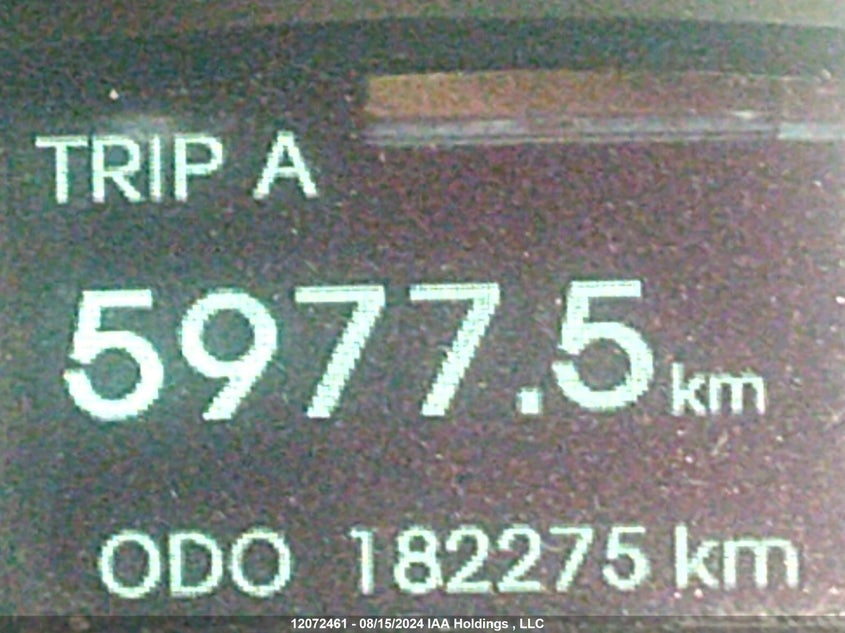 TRIP A
5977.5 km
ODO 182275 km
12072461 - 08/15/2024 IAA Holdings , LLC